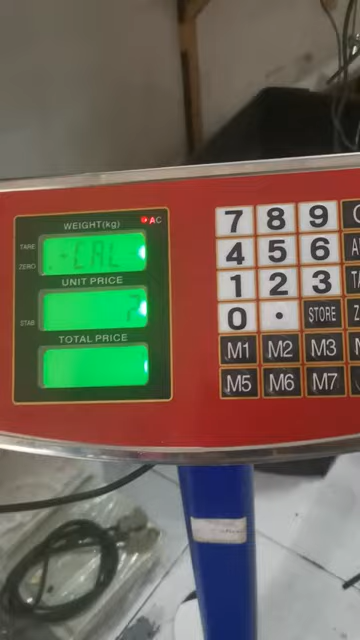 WEIGHT(kg) AC
TARE
ZERO
-CAL-
UNIT PRICE
STAB
TOTAL PRICE
7 8 9
4 5 6
1 2 3
0 . STORE
M1 M2 M3
M5 M6 M7